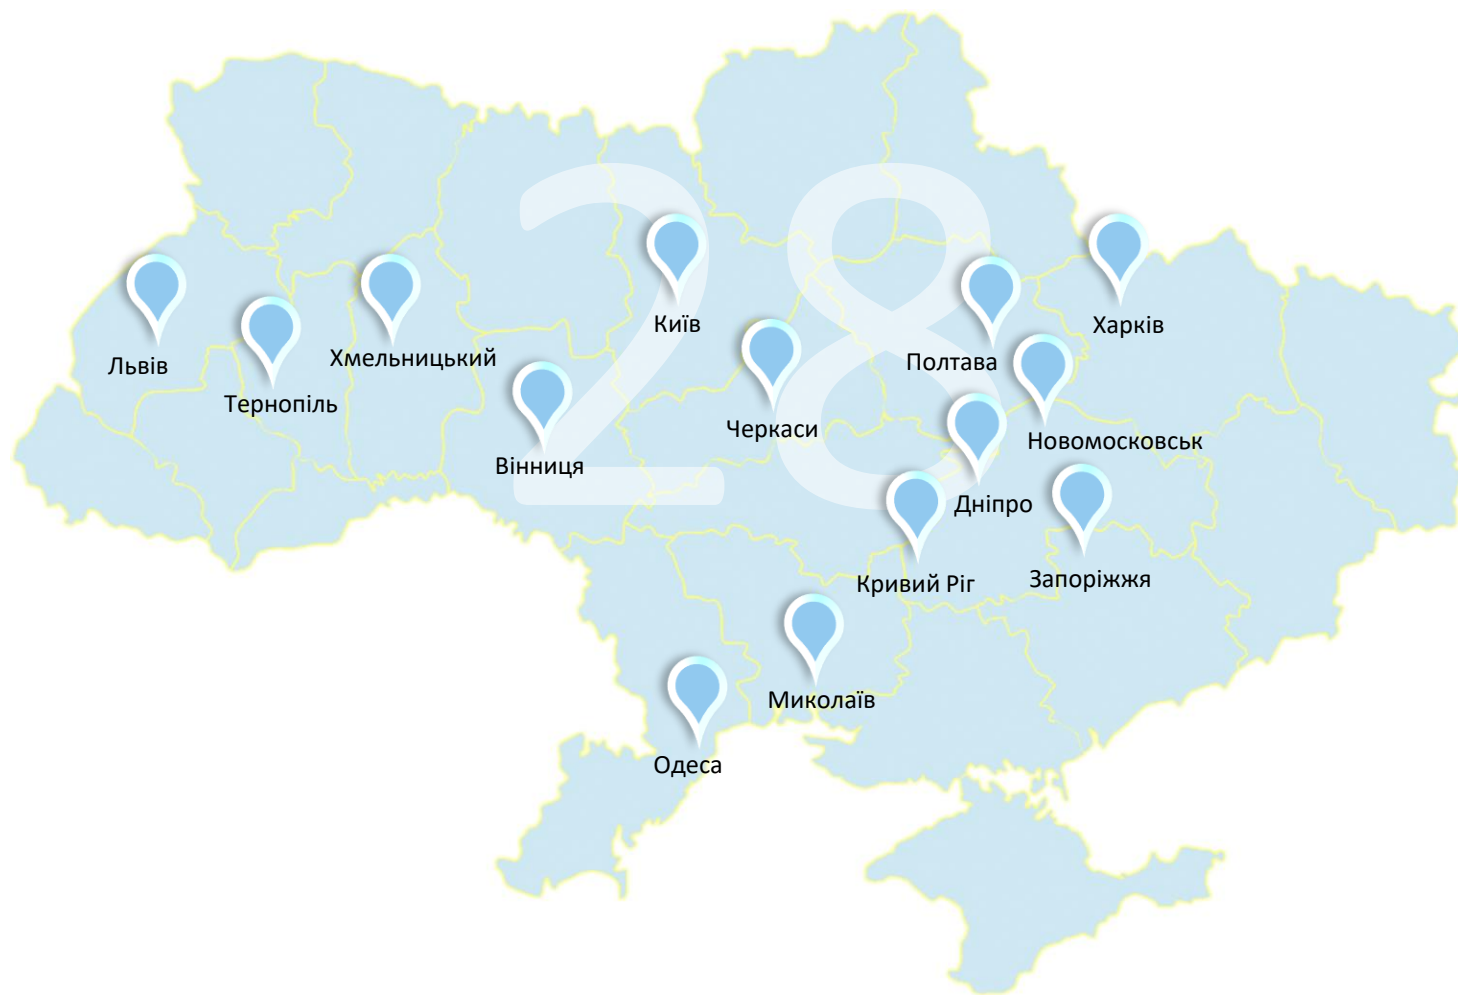 28
Київ
Харків
Львів
Хмельницький
Полтава
Тернопіль
Черкаси
Новомосковськ
Вінниця
Дніпро
Кривий Ріг
Запоріжжя
Миколаїв
Одеса